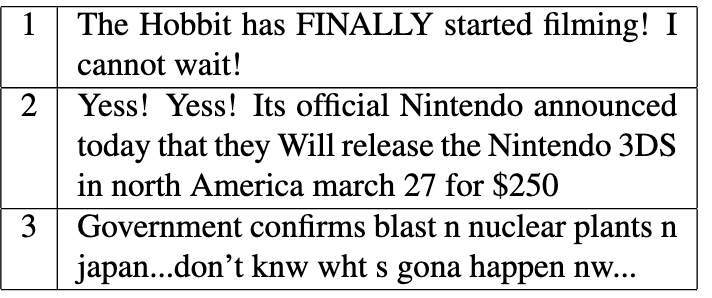 1 The Hobbit has FINALLY started filming! I
cannot wait!
2 Yess! Yess! Its official Nintendo announced
today that they Will release the Nintendo 3DS
in north America march 27 for $250
3 Government confirms blast n nuclear plants n
japan...don't knw wht s gona happen nw...